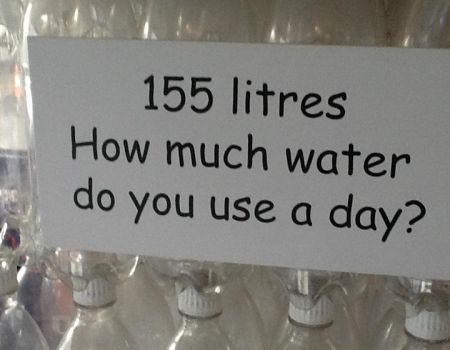 155 litres
How much water
do you use a day?